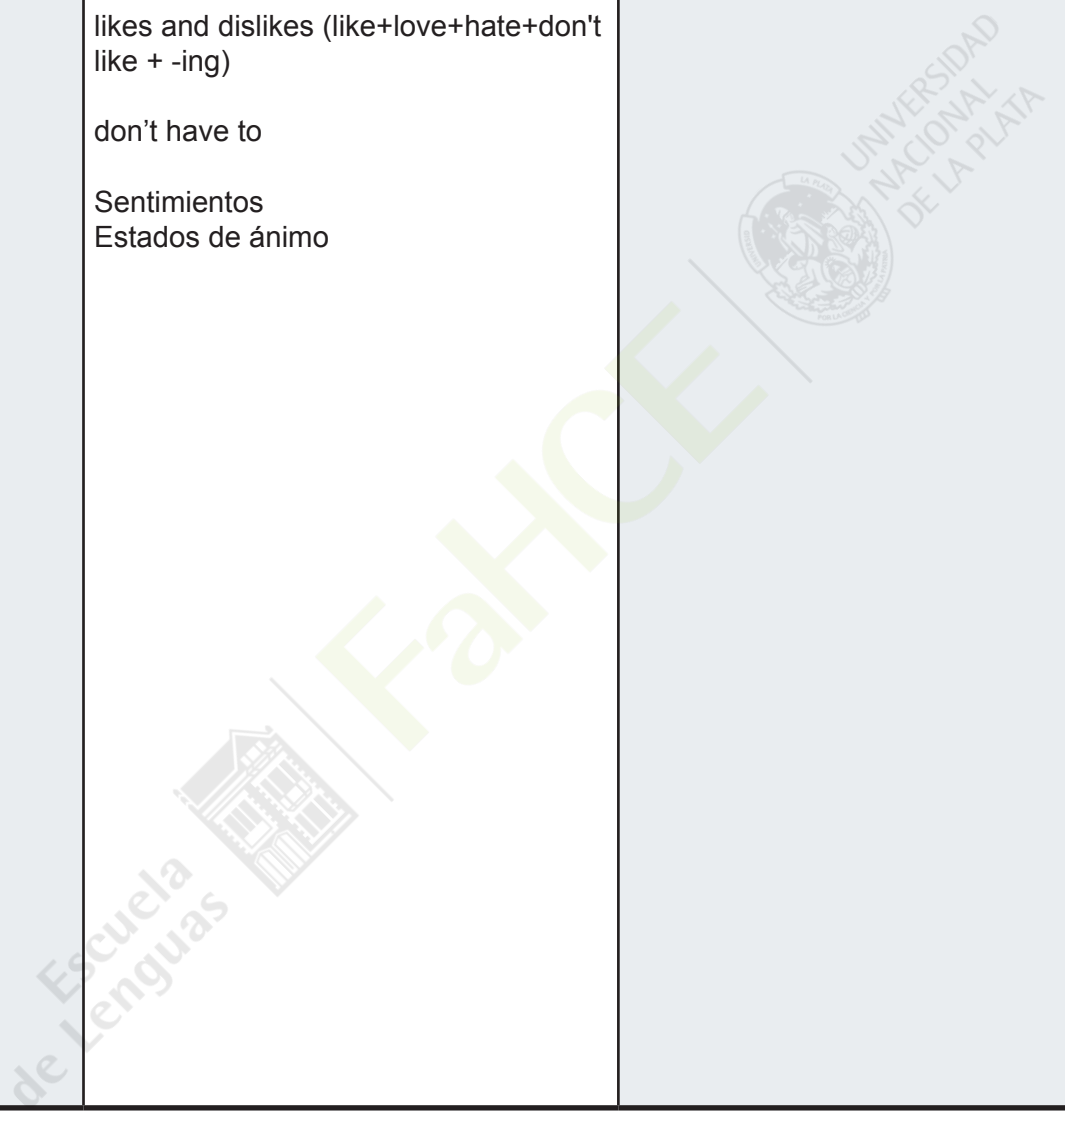 likes and dislikes (like+love+hate+don't
like + -ing)
don’t have to
Sentimientos
Estados de ánimo
UNIVERSIDAD
NACIONAL
DE LA PLATA
FaHCE
Escuela
de Lenguas